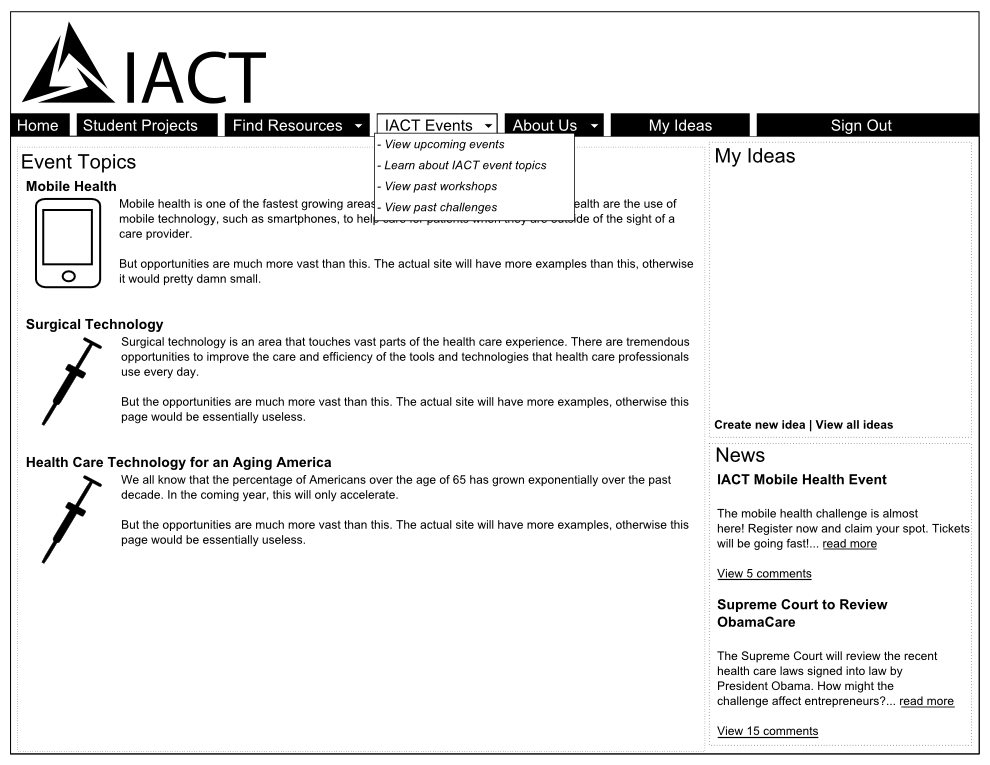 IACT
Home
Student Projects
Find Resources
IACT Events
About Us
My Ideas
Sign Out
- View upcoming events
- Learn about IACT event topics
- View past workshops
- View past challenges
Event Topics
Mobile Health
Mobile health is one of the fastest growing areas ealth are the use of
mobile technology, such as smartphones, to help care for patients when they are outside of the sight of a
care provider.
But opportunities are much more vast than this. The actual site will have more examples than this, otherwise
it would pretty damn small.
Surgical Technology
Surgical technology is an area that touches vast parts of the health care experience. There are tremendous
opportunities to improve the care and efficiency of the tools and technologies that health care professionals
use every day.
But the opportunities are much more vast than this. The actual site will have more examples, otherwise this
page would be essentially useless.
Health Care Technology for an Aging America
We all know that the percentage of Americans over the age of 65 has grown exponentially over the past
decade. In the coming year, this will only accelerate.
But the opportunities are much more vast than this. The actual site will have more examples, otherwise this
page would be essentially useless.
My Ideas
Create new idea | View all ideas
News
IACT Mobile Health Event
The mobile health challenge is almost
here! Register now and claim your spot. Tickets
will be going fast!... read more
View 5 comments
Supreme Court to Review
ObamaCare
The Supreme Court will review the recent
health care laws signed into law by
President Obama. How might the
challenge affect entrepreneurs?... read more
View 15 comments